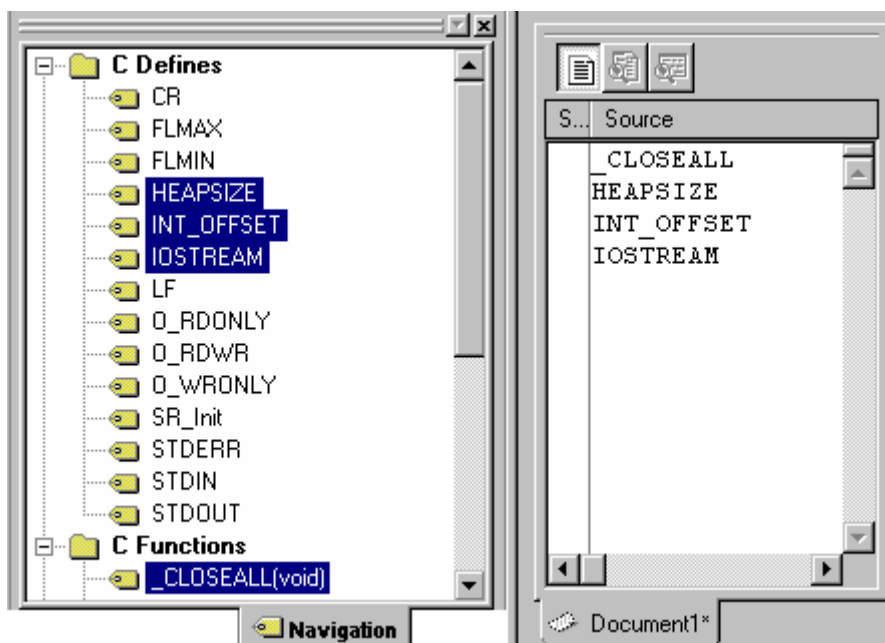 C Defines
CR
FLMAX
FLMIN
HEAPSIZE
INT_OFFSET
IOSTREAM
LF
O_RDONLY
O_RDWR
O_WRONLY
SR_Init
STDERR
STDIN
STDOUT
C Functions
_CLOSEALL(void)
Navigation
S... Source
_CLOSEALL
HEAPSIZE
INT_OFFSET
IOSTREAM
Document1*